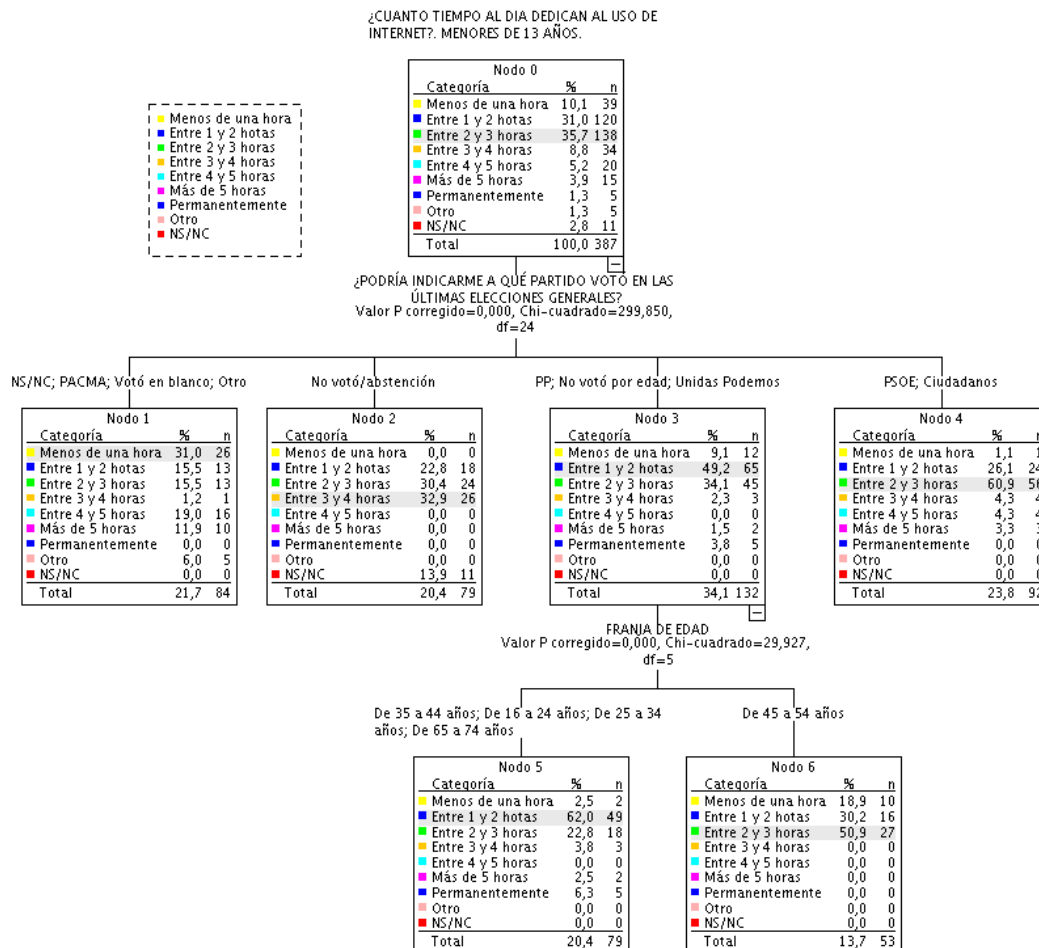 ¿CUANTO TIEMPO AL DIA DEDICAN AL USO DE
INTERNET?. MENORES DE 13 AÑOS.
Menos de una hora
Entre 1 y 2 hotas
Entre 2 y 3 horas
Entre 3 y 4 horas
Entre 4 y 5 horas
Más de 5 horas
Permanentemente
Otro
NS/NC
Nodo 0
Categoría % n
Menos de una hora 10,1 39
Entre 1 y 2 hotas 31,0 120
Entre 2 y 3 horas 35,7 138
Entre 3 y 4 horas 8,8 34
Entre 4 y 5 horas 5,2 20
Más de 5 horas 3,9 15
Permanentemente 1,3 5
Otro 1,3 5
NS/NC 2,8 11
Total 100,0 387
¿PODRÍA INDICARME A QUÉ PARTIDO VOTÓ EN LAS
ÚLTIMAS ELECCIONES GENERALES?
Valor P corregido=0,000, Chi-cuadrado=299,850,
df=24
NS/NC; PACMA; Votó en blanco; Otro
Nodo 1
Categoría % n
Menos de una hora 31,0 26
Entre 1 y 2 hotas 15,5 13
Entre 2 y 3 horas 15,5 13
Entre 3 y 4 horas 1,2 1
Entre 4 y 5 horas 19,0 16
Más de 5 horas 11,9 10
Permanentemente 0,0 0
Otro 6,0 5
NS/NC 0,0 0
Total 21,7 84
No votó/abstención
Nodo 2
Categoría % n
Menos de una hora 0,0 0
Entre 1 y 2 hotas 22,8 18
Entre 2 y 3 horas 30,4 24
Entre 3 y 4 horas 32,9 26
Entre 4 y 5 horas 0,0 0
Más de 5 horas 0,0 0
Permanentemente 0,0 0
Otro 0,0 0
NS/NC 13,9 11
Total 20,4 79
PP; No votó por edad; Unidas Podemos
Nodo 3
Categoría % n
Menos de una hora 9,1 12
Entre 1 y 2 hotas 49,2 65
Entre 2 y 3 horas 34,1 45
Entre 3 y 4 horas 2,3 3
Entre 4 y 5 horas 0,0 0
Más de 5 horas 1,5 2
Permanentemente 3,8 5
Otro 0,0 0
NS/NC 0,0 0
Total 34,1 132
PSOE; Ciudadanos
Nodo 4
Categoría % n
Menos de una hora 1,1 1
Entre 1 y 2 hotas 26,1 24
Entre 2 y 3 horas 60,9 56
Entre 3 y 4 horas 4,3 4
Entre 4 y 5 horas 4,3 4
Más de 5 horas 3,3 3
Permanentemente 0,0 0
Otro 0,0 0
NS/NC 0,0 0
Total 23,8 92
FRANJA DE EDAD
Valor P corregido=0,000, Chi-cuadrado=29,927,
df=5
De 35 a 44 años; De 16 a 24 años; De 25 a 34
años; De 65 a 74 años
Nodo 5
Categoría % n
Menos de una hora 2,5 2
Entre 1 y 2 hotas 62,0 49
Entre 2 y 3 horas 22,8 18
Entre 3 y 4 horas 3,8 3
Entre 4 y 5 horas 0,0 0
Más de 5 horas 2,5 2
Permanentemente 6,3 5
Otro 0,0 0
NS/NC 0,0 0
Total 20,4 79
De 45 a 54 años
Nodo 6
Categoría % n
Menos de una hora 18,9 10
Entre 1 y 2 hotas 30,2 16
Entre 2 y 3 horas 50,9 27
Entre 3 y 4 horas 0,0 0
Entre 4 y 5 horas 0,0 0
Más de 5 horas 0,0 0
Permanentemente 0,0 0
Otro 0,0 0
NS/NC 0,0 0
Total 13,7 53